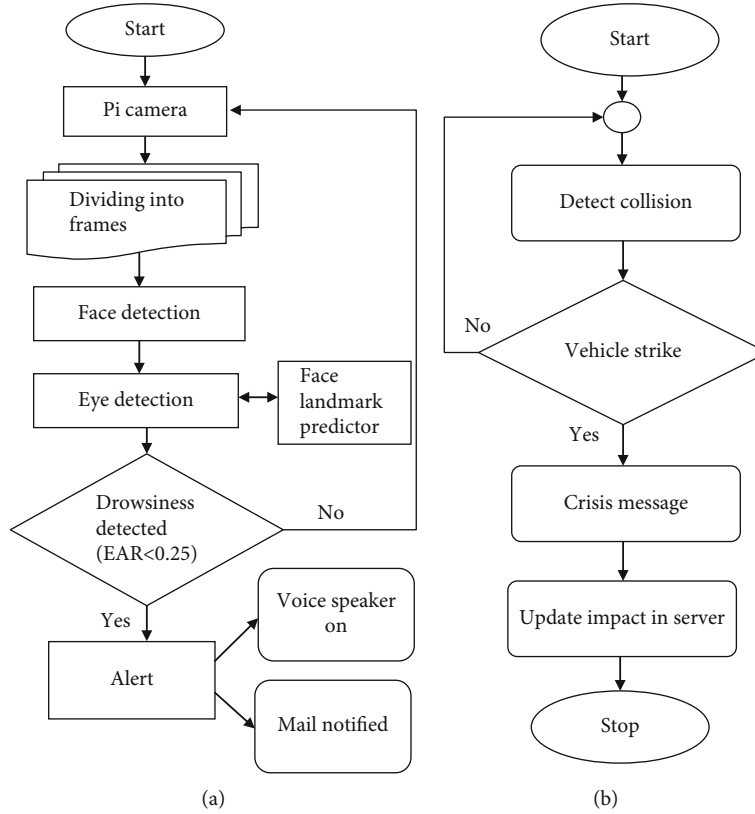 Start
Pi camera
Dividing into
frames
Face detection
Eye detection
Face
landmark
predictor
Drowsiness
detected
(EAR<0.25)
No
Yes
Alert
Voice speaker
on
Mail notified
(a)
Start
Detect collision
No
Vehicle strike
Yes
Crisis message
Update impact in server
Stop
(b)